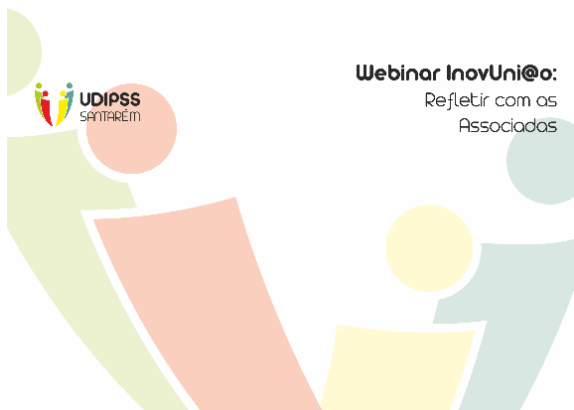 UDIPSS
SANTARÉM
Webinar InovUni@o:
Refletir com as
Associadas